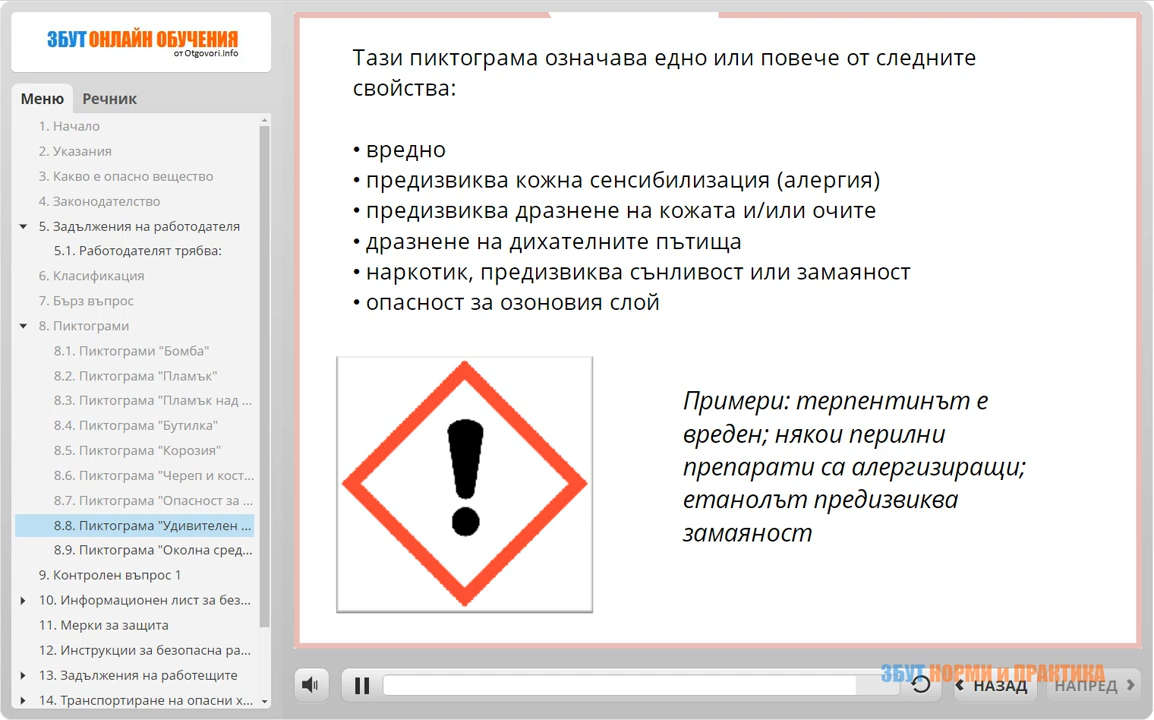 ЗБУТ ОНЛАЙН ОБУЧЕНИЯ
от Otgovori.Info
Меню Речник
1. Начало
2. Указания
3. Какво е опасно вещество
4. Законодателство
5. Задължения на работодателя
5.1. Работодателят трябва:
6. Класификация
7. Бърз въпрос
8. Пиктограми
8.1. Пиктограми "Бомба"
8.2. Пиктограма "Пламък"
8.3. Пиктограма "Пламък над ...
8.4. Пиктограма "Бутилка"
8.5. Пиктограма "Корозия"
8.6. Пиктограма "Череп и кост...
8.7. Пиктограма "Опасност за ...
8.8. Пиктограма "Удивителен ...
8.9. Пиктограма "Околна сред...
9. Контролен въпрос 1
10. Информационен лист за без...
11. Мерки за защита
12. Инструкции за безопасна ра...
13. Задължения на работещите
14. Транспортиране на опасни х...
Тази пиктограма означава едно или повече от следните
свойства:
• вредно
• предизвиква кожна сенсибилизация (алергия)
• предизвиква дразнене на кожата и/или очите
• дразнене на дихателните пътища
• наркотик, предизвиква сънливост или замаяност
• опасност за озоновия слой
Примери: терпентинът е
вреден; някои перилни
препарати са алергизиращи;
етанолът предизвиква
замаяност
ЗБУТ НОРМИ и ПРАКТИКА
НАЗАД НАПРЕД